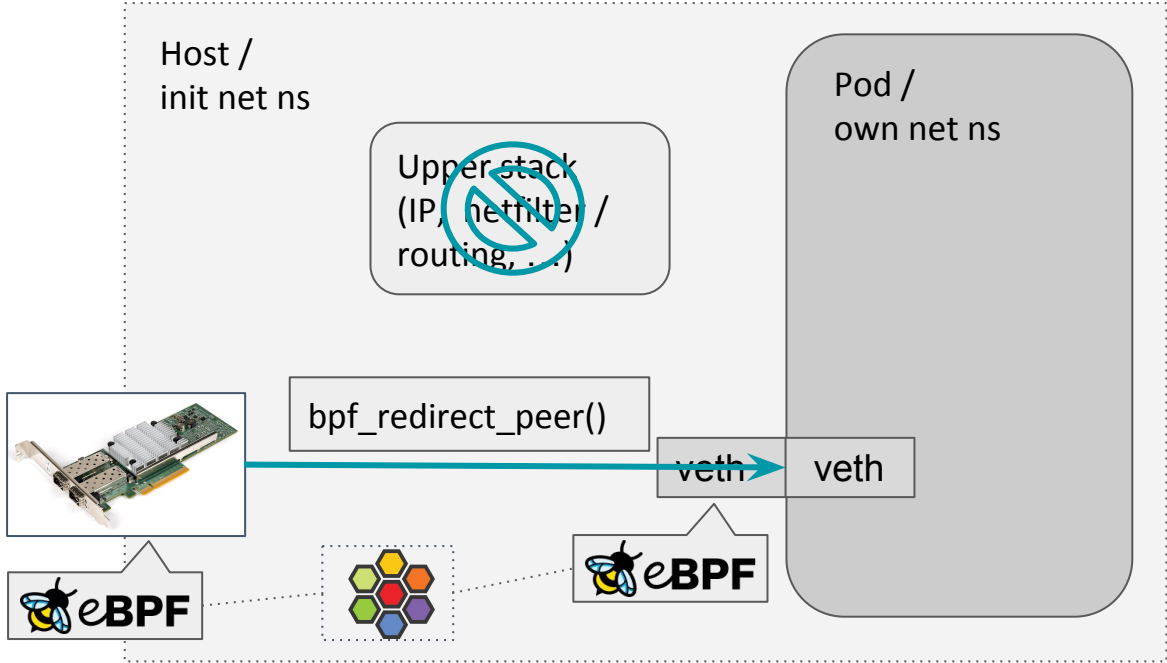 Host /
init net ns
Pod /
own net ns
Upper stack
(IP, netfilter /
routing, ...)
bpf_redirect_peer()
veth
veth
eBPF
eBPF